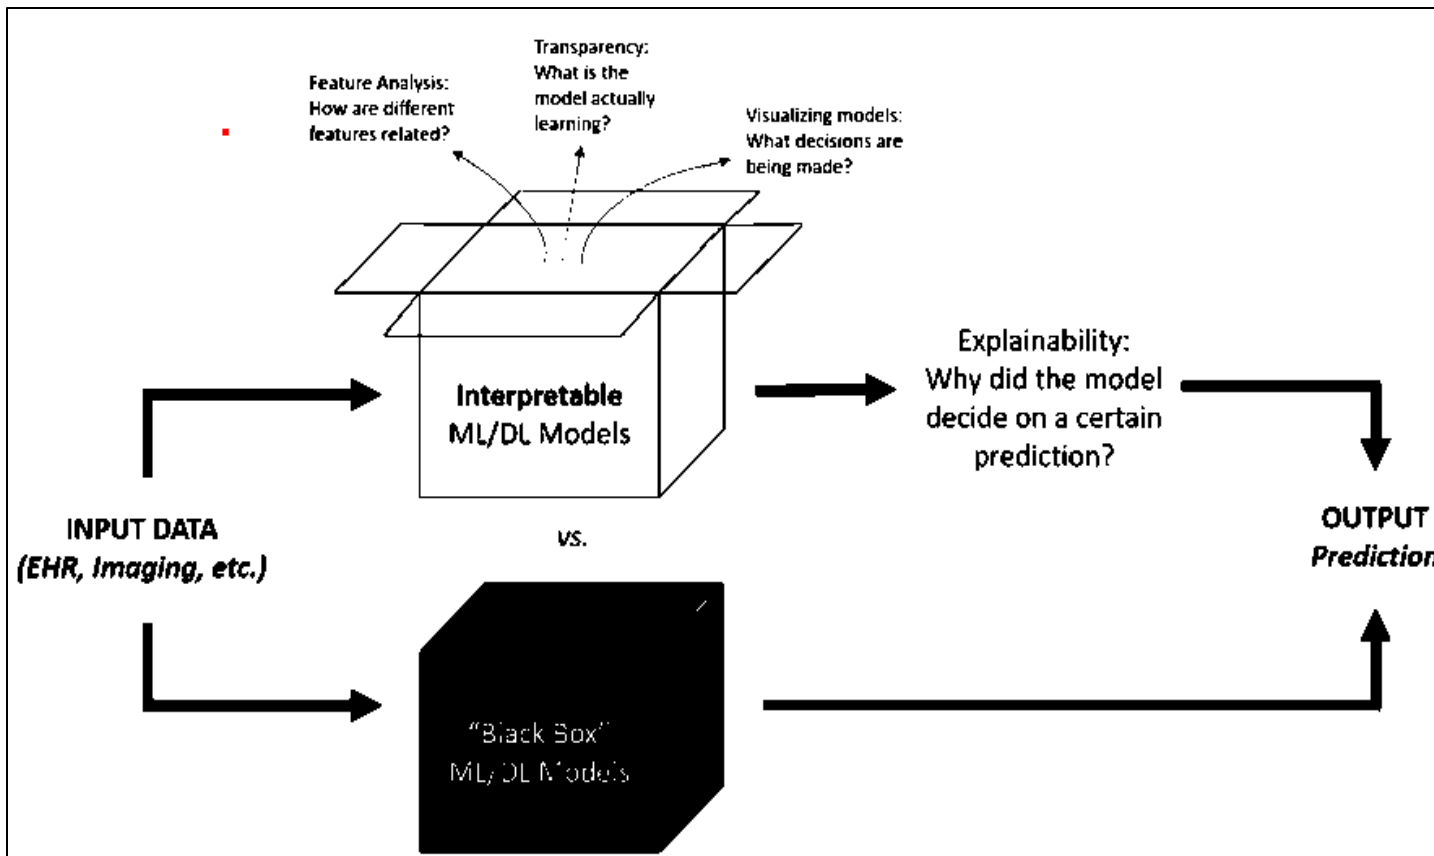 Transparency:
What is the
model actually
learning?
Feature Analysis:
How are different
features related?
Visualizing models:
What decisions are
being made?
Interpretable
ML/DL Models
Explainability:
Why did the model
decide on a certain
prediction?
INPUT DATA
(EHR, Imaging, etc.)
vs.
OUTPUT
Prediction
"Black Box"
ML/DL Models